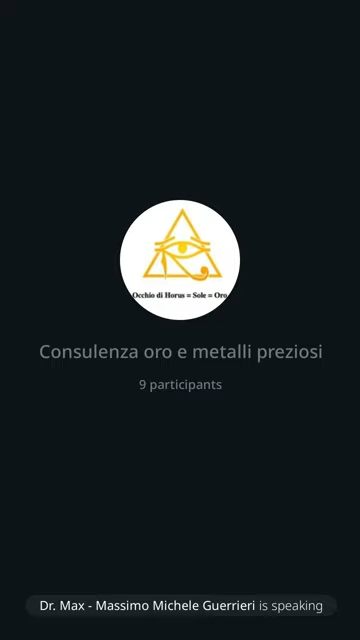 Occhio di Horus = Sole = Oro
Consulenza oro e metalli preziosi
9 participants
Dr. Max - Massimo Michele Guerrieri is speaking